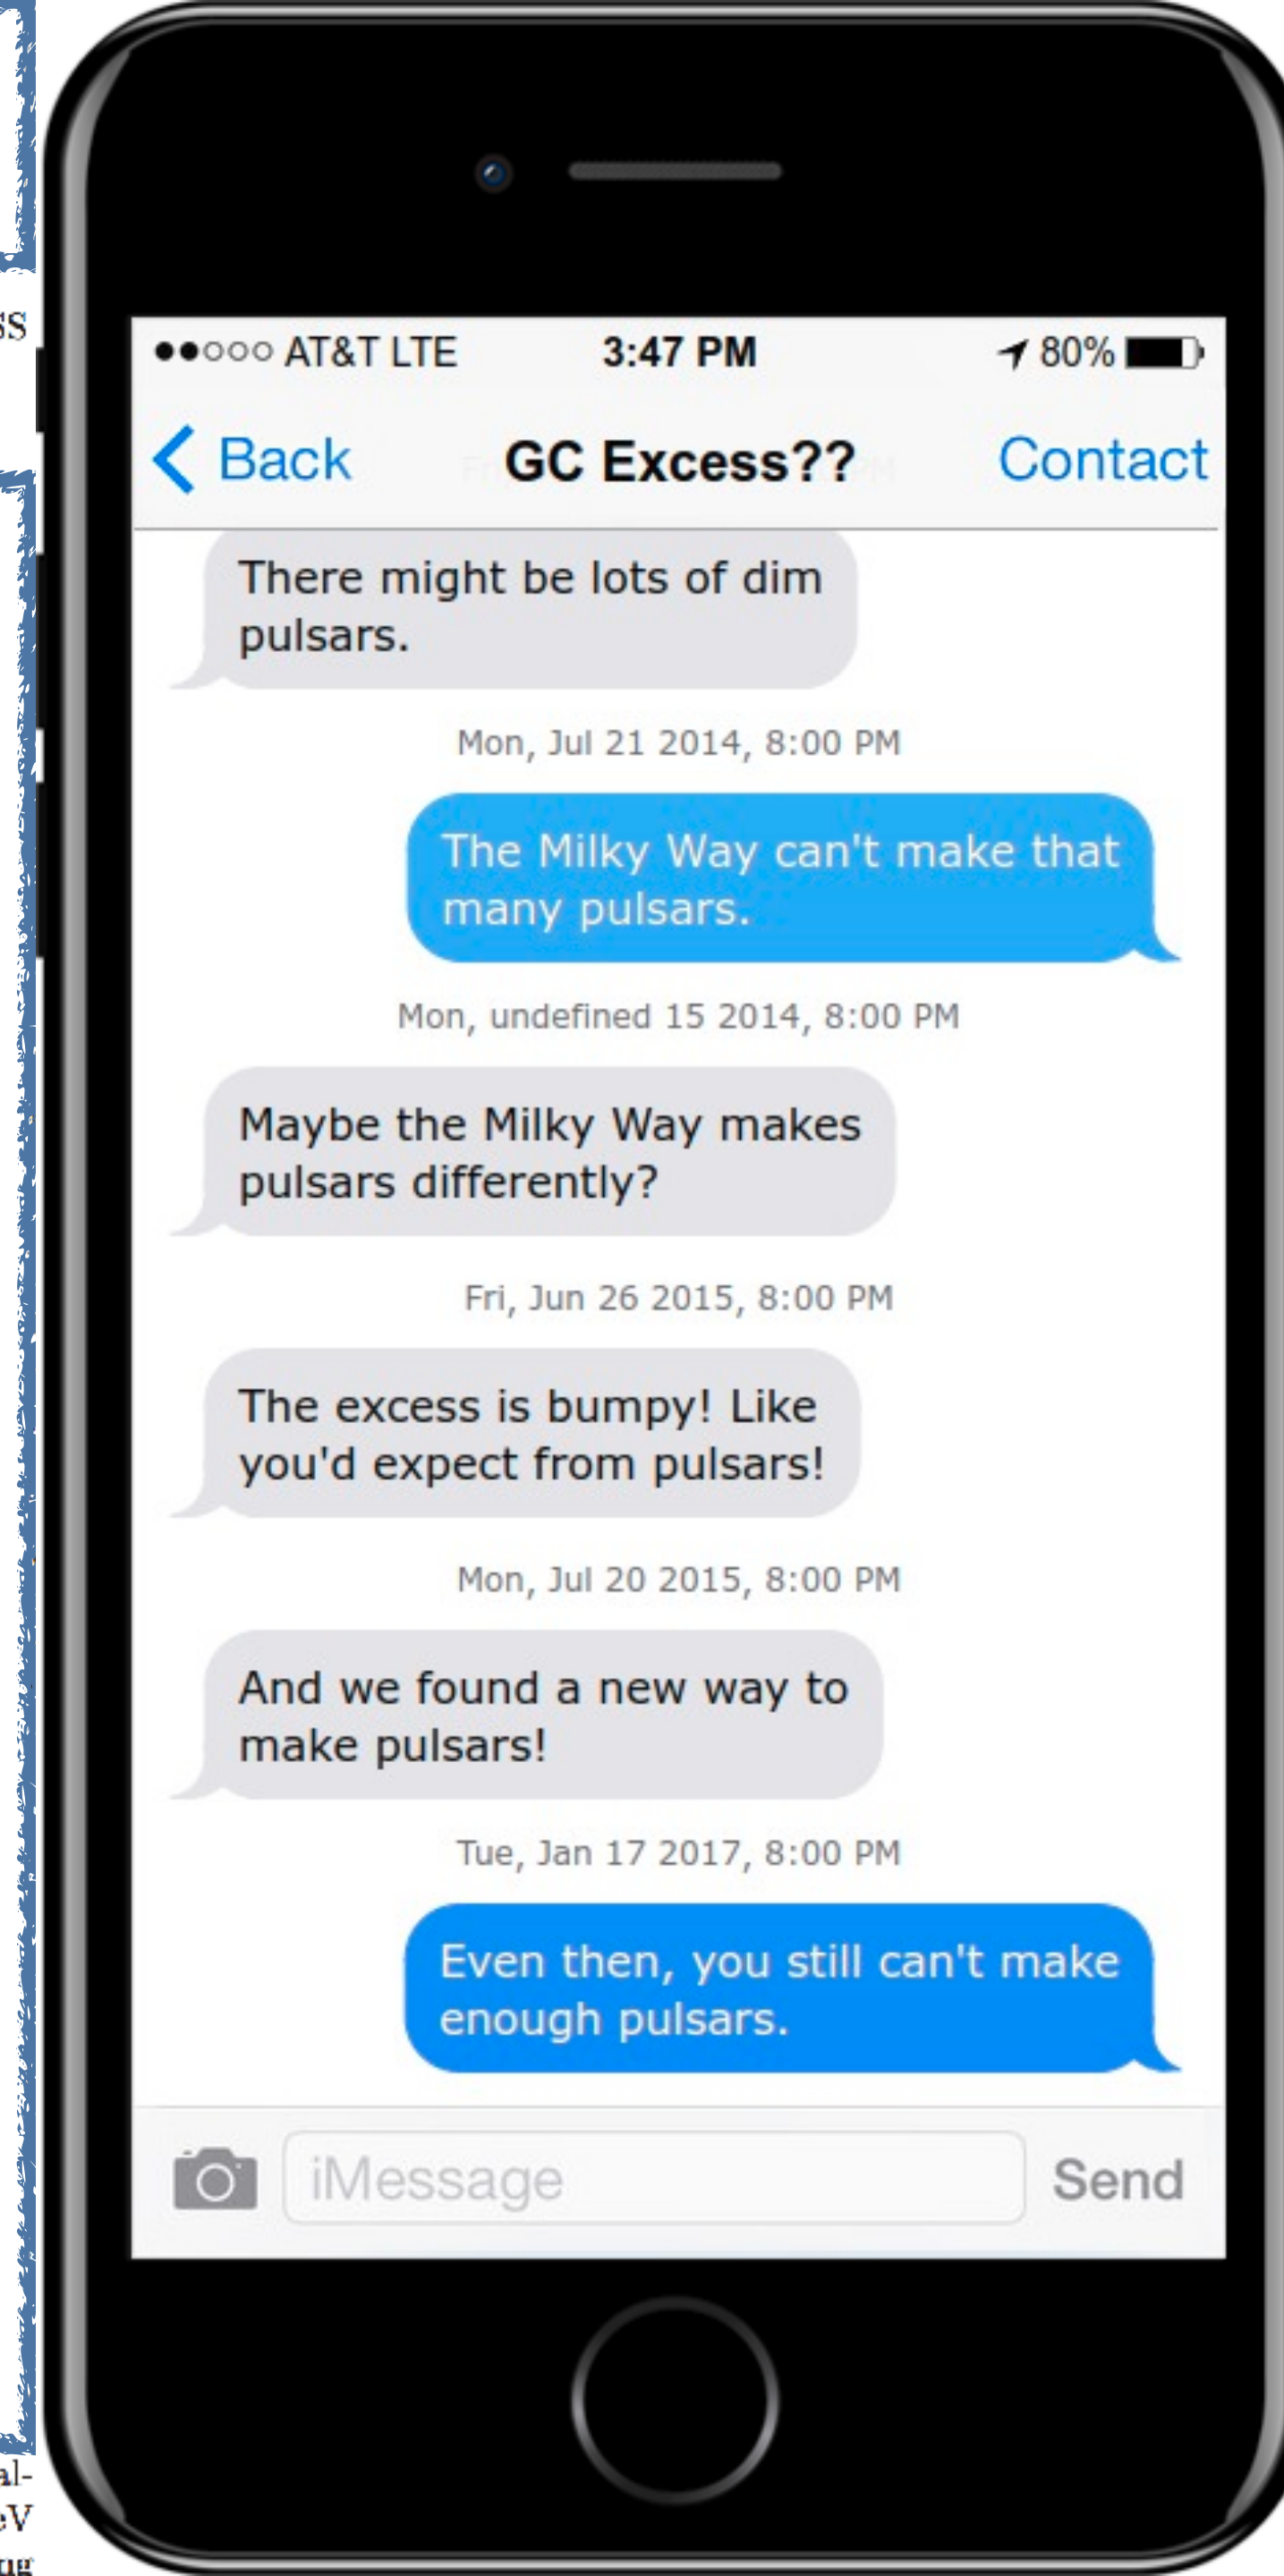 ss
●●○○○ AT&T LTE 3:47 PM 80%
Back GC Excess?? Contact
There might be lots of dim
pulsars.
Mon, Jul 21 2014, 8:00 PM
The Milky Way can't make that
many pulsars.
Mon, undefined 15 2014, 8:00 PM
Maybe the Milky Way makes
pulsars differently?
Fri, Jun 26 2015, 8:00 PM
The excess is bumpy! Like
you'd expect from pulsars!
Mon, Jul 20 2015, 8:00 PM
And we found a new way to
make pulsars!
Tue, Jan 17 2017, 8:00 PM
Even then, you still can't make
enough pulsars.
iMessage Send
al-
eV
ug